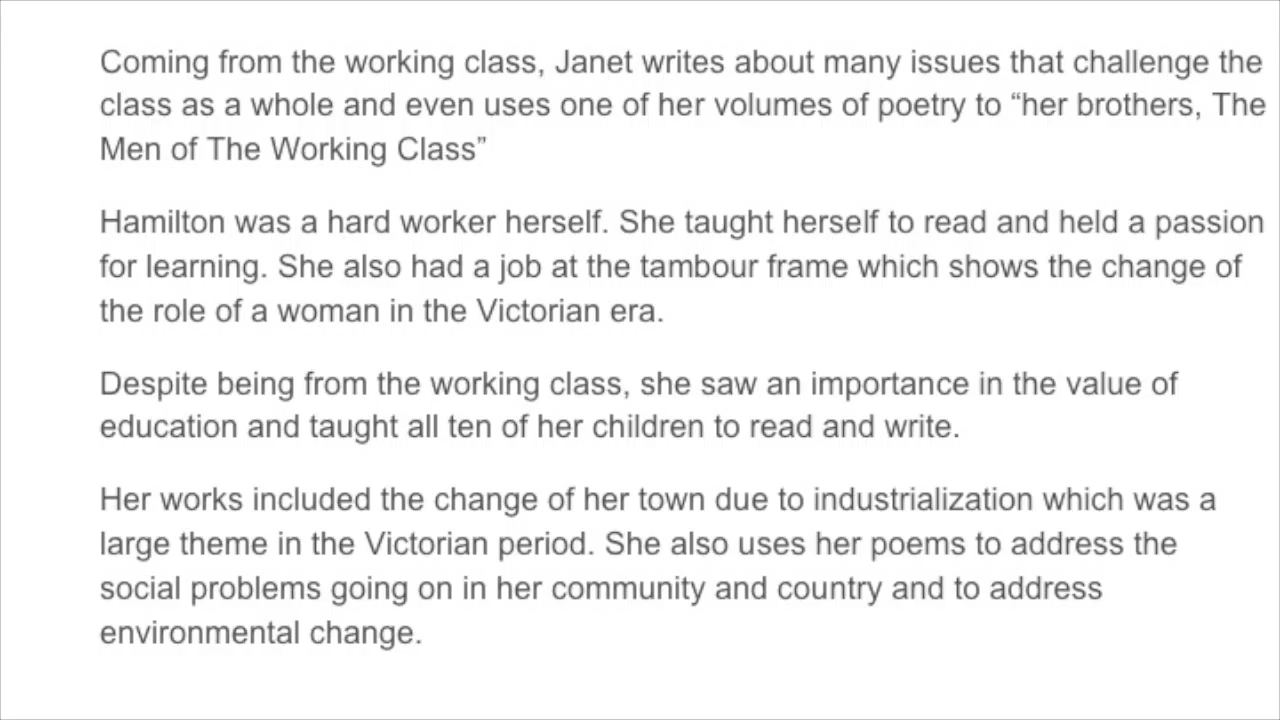 Coming from the working class, Janet writes about many issues that challenge the
class as a whole and even uses one of her volumes of poetry to “her brothers, The
Men of The Working Class”
Hamilton was a hard worker herself. She taught herself to read and held a passion
for learning. She also had a job at the tambour frame which shows the change of
the role of a woman in the Victorian era.
Despite being from the working class, she saw an importance in the value of
education and taught all ten of her children to read and write.
Her works included the change of her town due to industrialization which was a
large theme in the Victorian period. She also uses her poems to address the
social problems going on in her community and country and to address
environmental change.